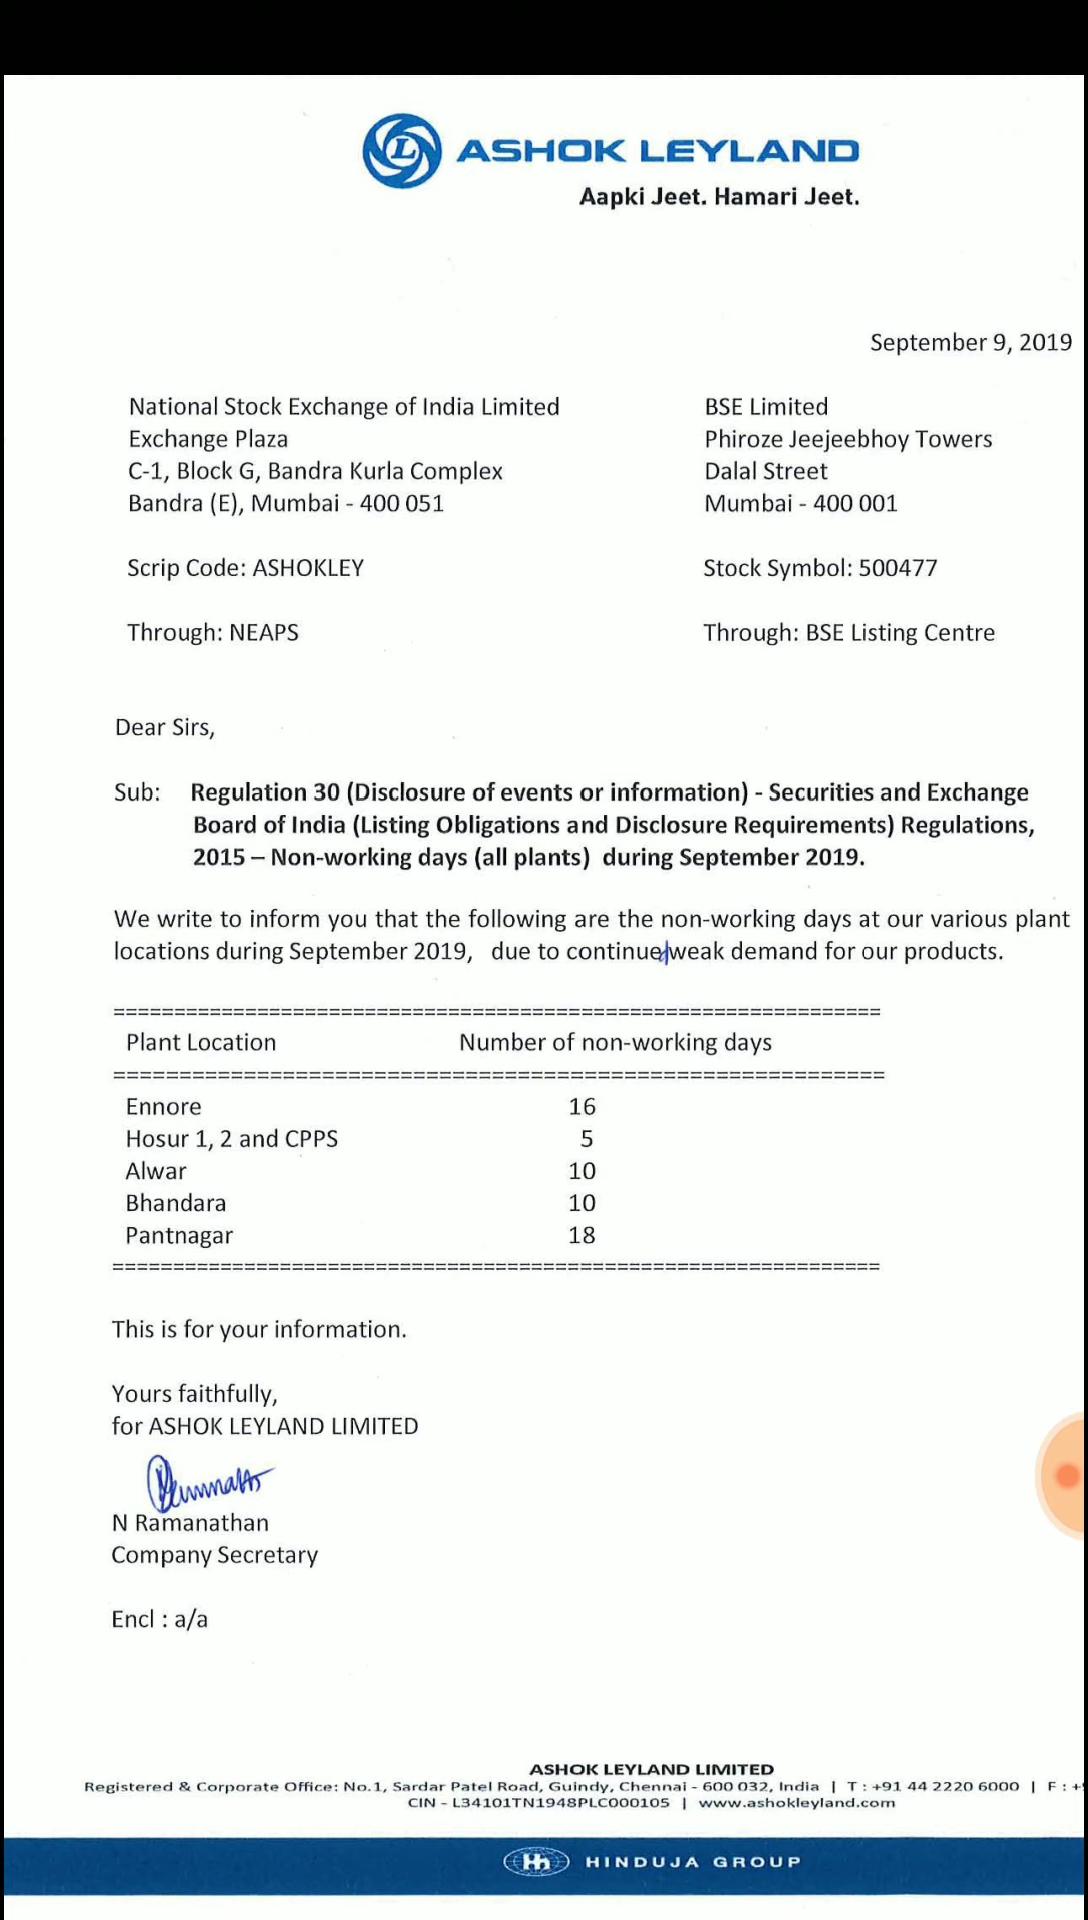 ASHOK LEYLAND
Aapki Jeet. Hamari Jeet.
September 9, 2019
National Stock Exchange of India Limited
Exchange Plaza
C-1, Block G, Bandra Kurla Complex
Bandra (E), Mumbai - 400 051
Scrip Code: ASHOKLEY
Through: NEAPS
BSE Limited
Phiroze Jeejeebhoy Towers
Dalal Street
Mumbai - 400 001
Stock Symbol: 500477
Through: BSE Listing Centre
Dear Sirs,
Sub: Regulation 30 (Disclosure of events or information) - Securities and Exchange
Board of India (Listing Obligations and Disclosure Requirements) Regulations,
2015 – Non-working days (all plants) during September 2019.
We write to inform you that the following are the non-working days at our various plant
locations during September 2019, due to continued weak demand for our products.
Plant Location Number of non-working days
Ennore 16
Hosur 1, 2 and CPPS 5
Alwar 10
Bhandara 10
Pantnagar 18
This is for your information.
Yours faithfully,
for ASHOK LEYLAND LIMITED
N Ramanathan
Company Secretary
Encl : a/a
ASHOK LEYLAND LIMITED
Registered & Corporate Office: No.1, Sardar Patel Road, Guindy, Chennai - 600 032, India | T : +91 44 2220 6000 | F : +
CIN - L34101TN1948PLC000105 | www.ashokleyland.com
HINDUJA GROUP